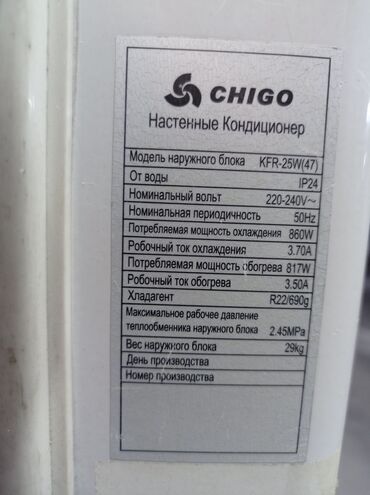 CHIGO
Настенные Кондиционер
Модель наружного блока KFR-25W(47)
От воды IP24
Номинальный вольт 220-240V~
Номинальная периодичность 50Hz
Потребляемая мощность охлаждения 860W
Робочный ток охлаждения 3.70A
Потребляемая мощность обогрева 817W
Робочный ток обогрева 3.50A
Хладагент R22/690g
Максимальное рабочее давление
теплообменника наружного блока 2.45MPa
Вес наружного блока 29kg
День производства
Номер производства